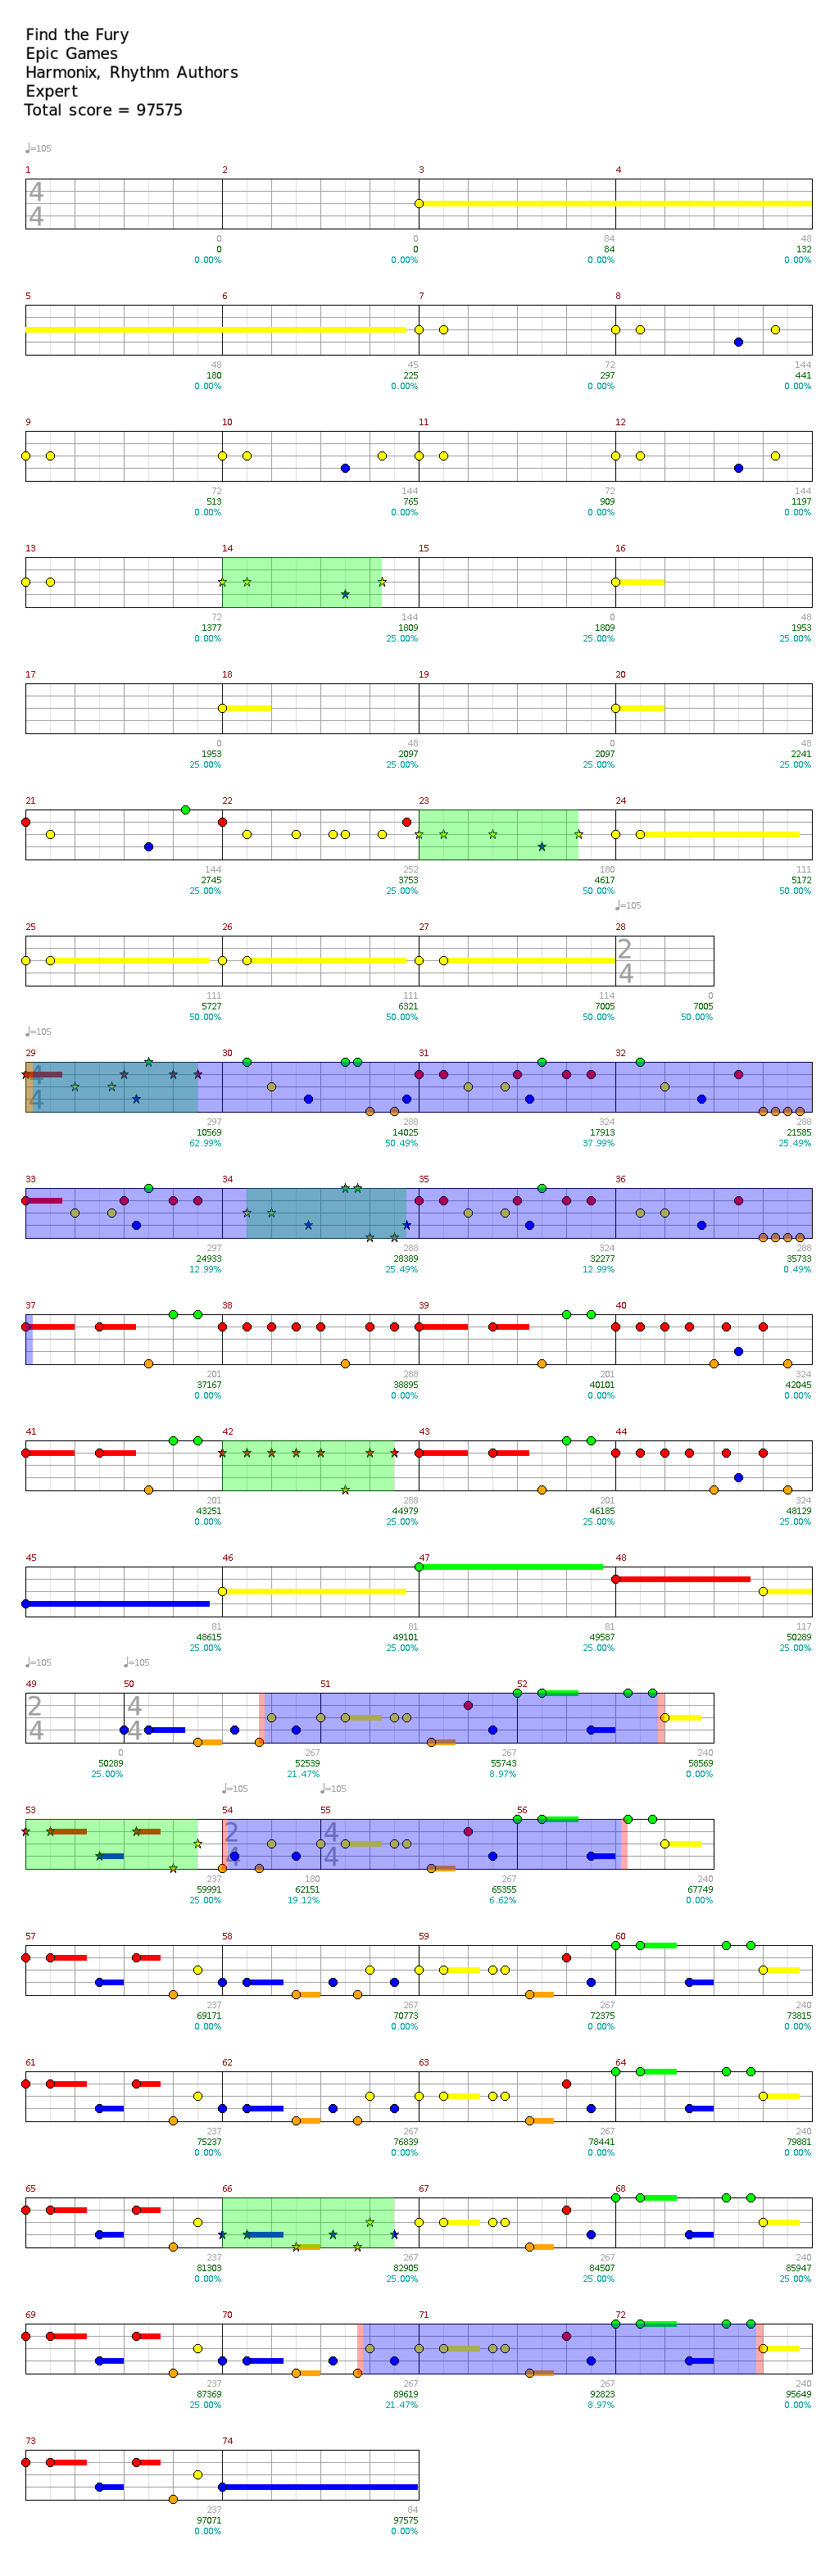 Find the Fury
Epic Games
Harmonix, Rhythm Authors
Expert
Total score = 97575
♩=105
1 2 3 4
4
4
0 0 84 48
0 0 84 132
0.00% 0.00% 0.00% 0.00%
5 6 7 8
48 45 72 144
180 225 297 441
0.00% 0.00% 0.00% 0.00%
9 10 11 12
72 144 72 144
513 765 909 1197
0.00% 0.00% 0.00% 0.00%
13 14 15 16
72 144 0 48
1377 1809 1809 1953
0.00% 25.00% 25.00% 25.00%
17 18 19 20
0 48 0 48
1953 2097 2097 2241
25.00% 25.00% 25.00% 25.00%
21 22 23 24
144 252 180 111
2745 3753 4617 5172
25.00% 25.00% 50.00% 50.00%
♩=105
25 26 27 28
2
4
111 111 114 0
5727 6321 7005 7005
50.00% 50.00% 50.00% 50.00%
♩=105
29 30 31 32
4
4
297 288 324 288
10569 14025 17913 21585
62.99% 50.49% 37.99% 25.49%
33 34 35 36
297 288 324 288
24933 28389 32277 35733
12.99% 25.49% 12.99% 0.49%
37 38 39 40
201 288 201 324
37167 38895 40101 42045
0.00% 0.00% 0.00% 0.00%
41 42 43 44
201 288 201 324
43251 44979 46185 48129
0.00% 25.00% 25.00% 25.00%
45 46 47 48
81 81 81 117
48615 49101 49587 50289
25.00% 25.00% 25.00% 25.00%
♩=105 ♩=105
49 50 51 52
2 4
4 4
0 267 267 240
50289 52539 55743 58569
25.00% 21.47% 8.97% 0.00%
♩=105 ♩=105
53 54 55 56
2 4
4 4
237 180 267 240
59991 62151 65355 67749
25.00% 19.12% 6.62% 0.00%
57 58 59 60
237 267 267 240
69171 70773 72375 73815
0.00% 0.00% 0.00% 0.00%
61 62 63 64
237 267 267 240
75237 76839 78441 79881
0.00% 0.00% 0.00% 0.00%
65 66 67 68
237 267 267 240
81303 82905 84507 85947
0.00% 25.00% 25.00% 25.00%
69 70 71 72
237 267 267 240
87369 89619 92823 95649
25.00% 21.47% 8.97% 0.00%
73 74
237 84
97071 97575
0.00% 0.00%